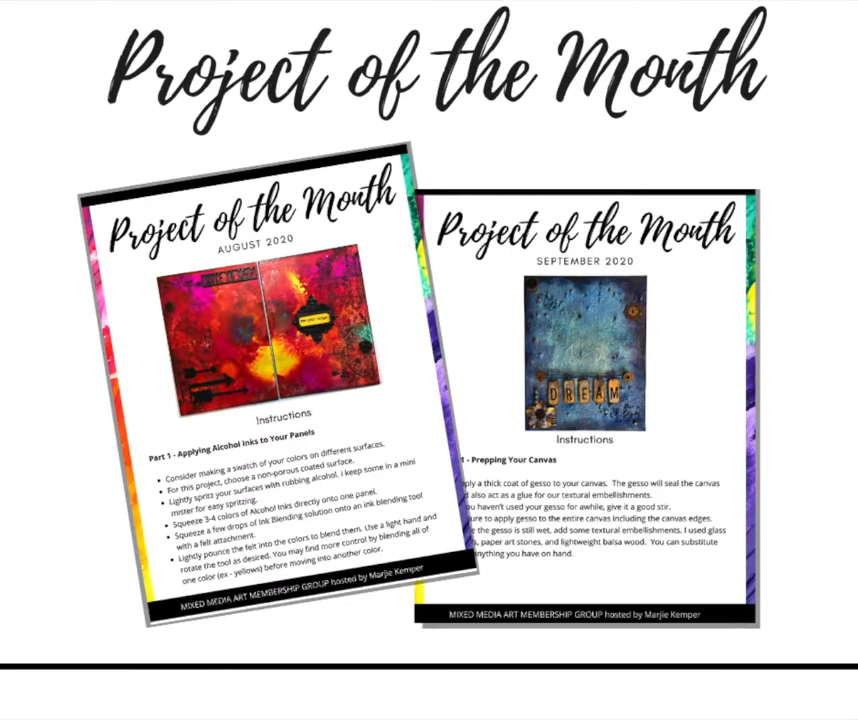 Project of the Month
Project of the Month
AUGUST 2020
Instructions
Part 1 - Applying Alcohol Inks to Your Panels
Consider making a swatch of your colors on different surfaces.
For this project, choose a non-porous coated surface.
Lightly spritz your surfaces with rubbing alcohol. I keep some in a mini
mister for easy spritzing.
Squeeze 3-4 colors of Alcohol Inks directly onto one panel.
Squeeze a few drops of Ink Blending solution onto an ink blending tool
with a felt attachment.
Lightly pounce the felt into the colors to blend them. Use a light hand and
rotate the tool as desired. You may find more control by blending all of
one color (ex - yellows) before moving into another color.
MIXED MEDIA ART MEMBERSHIP GROUP hosted by Marjie Kemper
Project of the Month
SEPTEMBER 2020
DREAM
Instructions
1 - Prepping Your Canvas
ply a thick coat of gesso to your canvas. The gesso will seal the canvas
d also act as a glue for our textural embellishments.
ou haven't used your gesso for awhile, give it a good stir.
ure to apply gesso to the entire canvas including the canvas edges.
e the gesso is still wet, add some textural embellishments. I used glass
s, paper art stones, and lightweight balsa wood. You can substitute
nything you have on hand.
MIXED MEDIA ART MEMBERSHIP GROUP hosted by Marjie Kemper